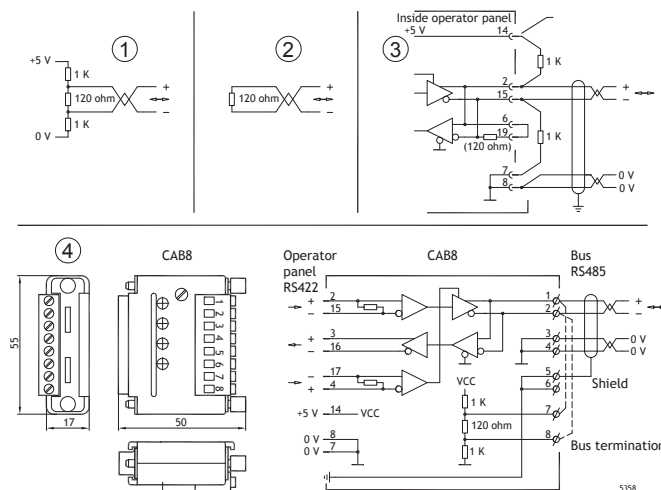 1
+5 V
1 K
120 ohm
1 K
0 V
+
−
2
120 ohm
+
−
3
Inside operator panel
+5 V
14
1 K
2
15
+
−
6
19
(120 ohm)
1 K
7
8
0 V
0 V
4
CAB8
55
17
50
1
2
3
4
5
6
7
8
Operator
panel
RS422
CAB8
Bus
RS485
+ 2
− 15
+ 3
− 16
− 17
+ 4
+5 V 14 VCC
0 V 8
0 V 7
VCC
1 K
120 ohm
1 K
1
2
3
4
5
6
7
8
+
−
0 V
0 V
Shield
Bus termination
5358